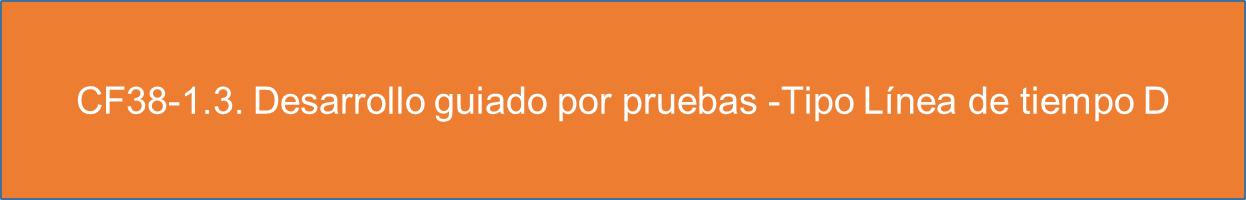 CF38-1.3. Desarrollo guiado por pruebas -Tipo Línea de tiempo D